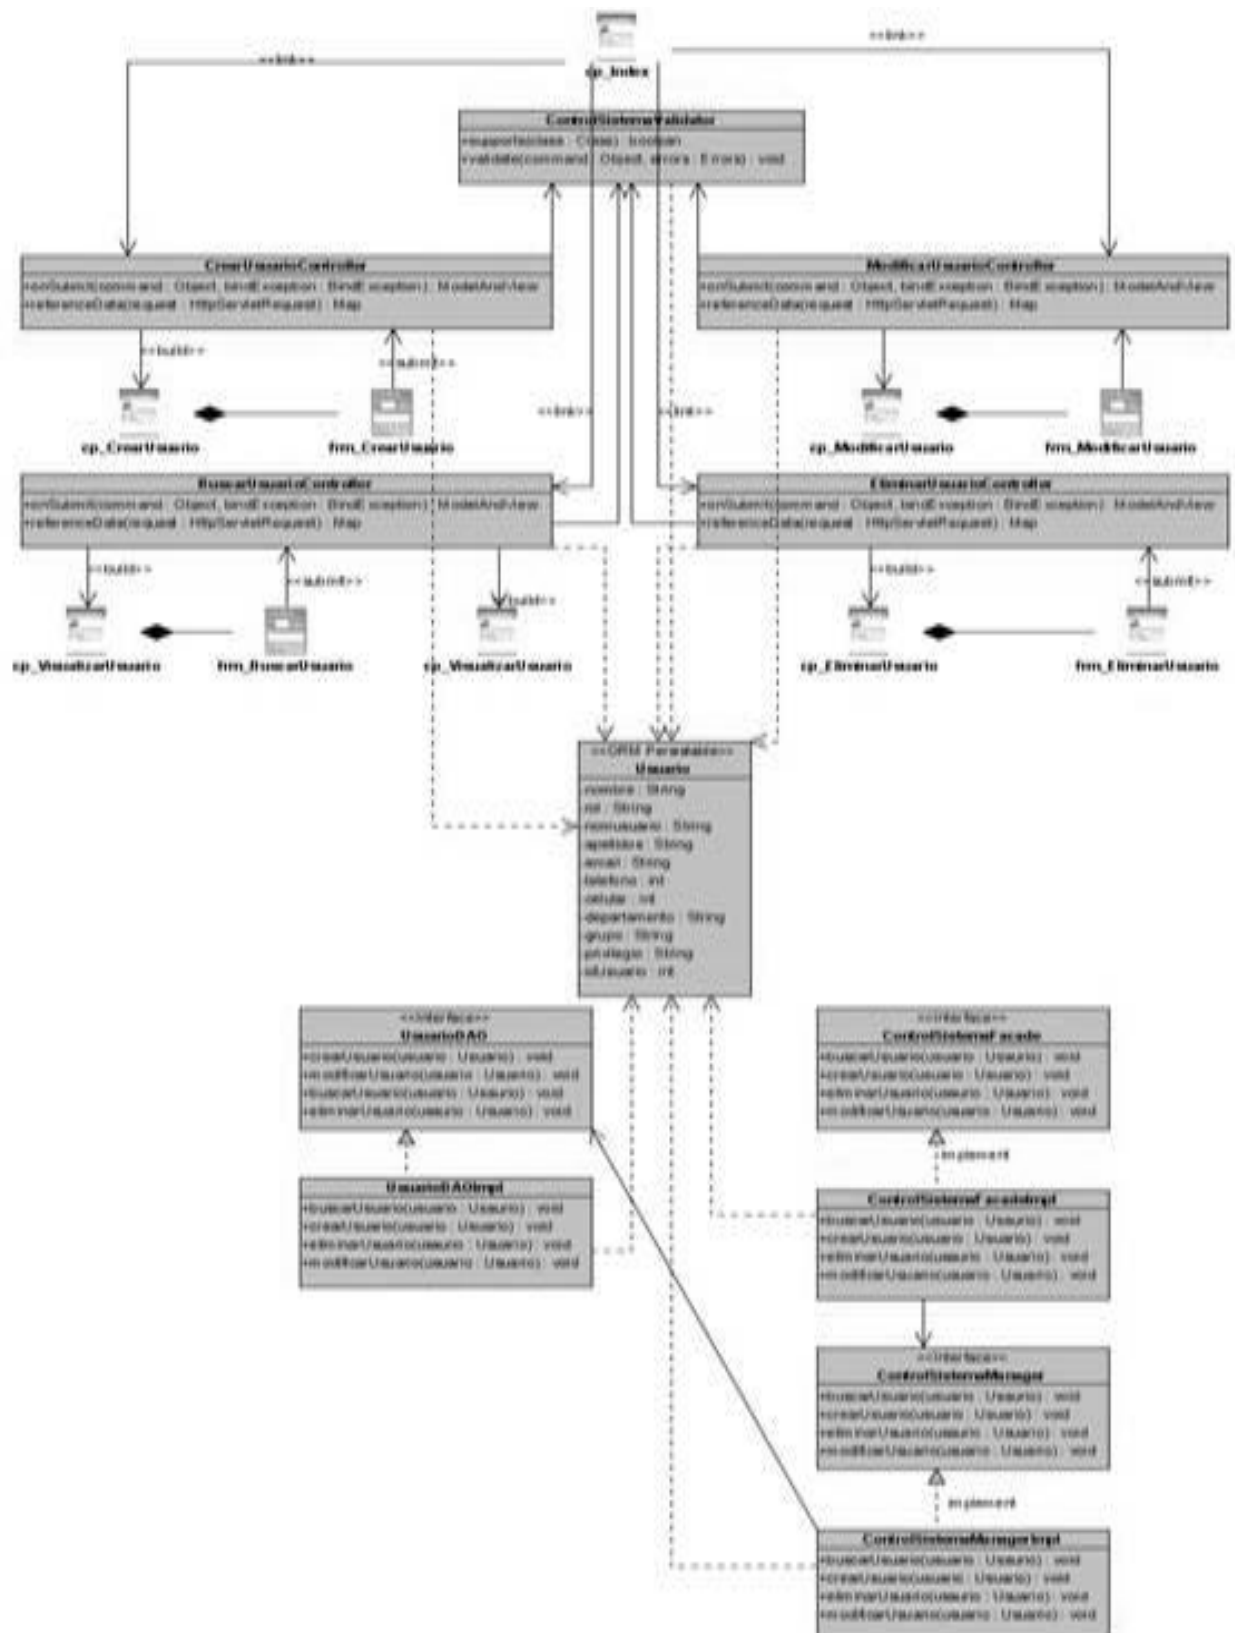 <<link>>
<<link>>
cp_Index
ControlSistemaValidator
+supports(class : Class) : boolean
+validate(command : Object, errors : Errors) : void
CrearUsuarioController
+onSubmit(command : Object, bindException : BindException) : ModelAndView
+referenceData(request : HttpServletRequest) : Map
ModificarUsuarioController
+onSubmit(command : Object, bindException : BindException) : ModelAndView
+referenceData(request : HttpServletRequest) : Map
<<build>>
<<submit>>
cp_CrearUsuario
frm_CrearUsuario
<<link>>
<<link>>
cp_ModificarUsuario
frm_ModificarUsuario
BuscarUsuarioController
+onSubmit(command : Object, bindException : BindException) : ModelAndView
+referenceData(request : HttpServletRequest) : Map
EliminarUsuarioController
+onSubmit(command : Object, bindException : BindException) : ModelAndView
+referenceData(request : HttpServletRequest) : Map
<<build>>
<<submit>>
<<build>>
<<build>>
<<submit>>
cp_VisualizarUsuario
frm_BuscarUsuario
cp_VisualizarUsuario
cp_EliminarUsuario
frm_EliminarUsuario
<<ORM Persistable>>
Usuario
-nombre : String
-rol : String
-nomusuario : String
-apellidos : String
-email : String
-telefono : int
-celular : int
-departamento : String
-grupo : String
-privilegio : String
-idUsuario : int
<<Interface>>
UsuarioDAO
+crearUsuario(usuario : Usuario) : void
+modificarUsuario(usuario : Usuario) : void
+buscarUsuario(usuario : Usuario) : void
+eliminarUsuario(usuario : Usuario) : void
<<Interface>>
ControlSistemaFacade
+buscarUsuario(usuario : Usuario) : void
+crearUsuario(usuario : Usuario) : void
+eliminarUsuario(usuario : Usuario) : void
+modificarUsuario(usuario : Usuario) : void
implement
UsuarioDAOImpl
+buscarUsuario(usuario : Usuario) : void
+crearUsuario(usuario : Usuario) : void
+eliminarUsuario(usuario : Usuario) : void
+modificarUsuario(usuario : Usuario) : void
ControlSistemaFacadeImpl
+buscarUsuario(usuario : Usuario) : void
+crearUsuario(usuario : Usuario) : void
+eliminarUsuario(usuario : Usuario) : void
+modificarUsuario(usuario : Usuario) : void
<<Interface>>
ControlSistemaManager
+buscarUsuario(usuario : Usuario) : void
+crearUsuario(usuario : Usuario) : void
+eliminarUsuario(usuario : Usuario) : void
+modificarUsuario(usuario : Usuario) : void
implement
ControlSistemaManagerImpl
+buscarUsuario(usuario : Usuario) : void
+crearUsuario(usuario : Usuario) : void
+eliminarUsuario(usuario : Usuario) : void
+modificarUsuario(usuario : Usuario) : void